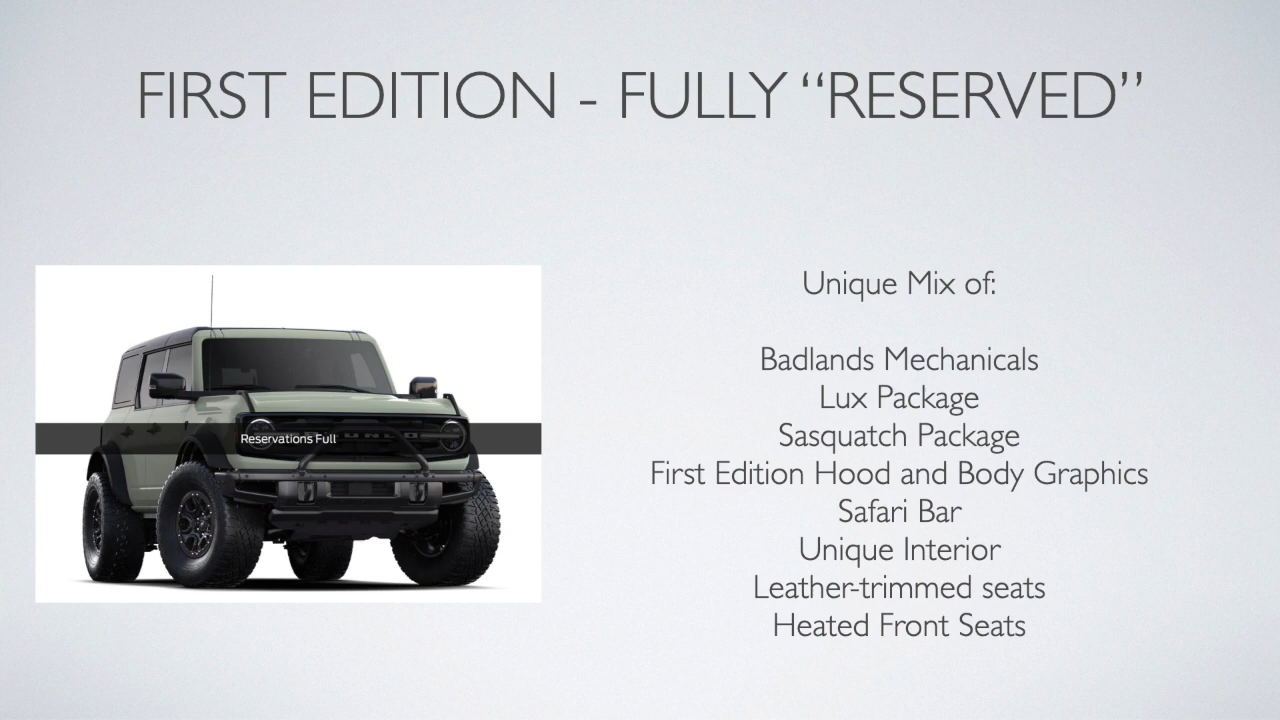 FIRST EDITION - FULLY “RESERVED”
Unique Mix of:
Badlands Mechanicals
Lux Package
Sasquatch Package
First Edition Hood and Body Graphics
Safari Bar
Unique Interior
Leather-trimmed seats
Heated Front Seats
Reservations Full